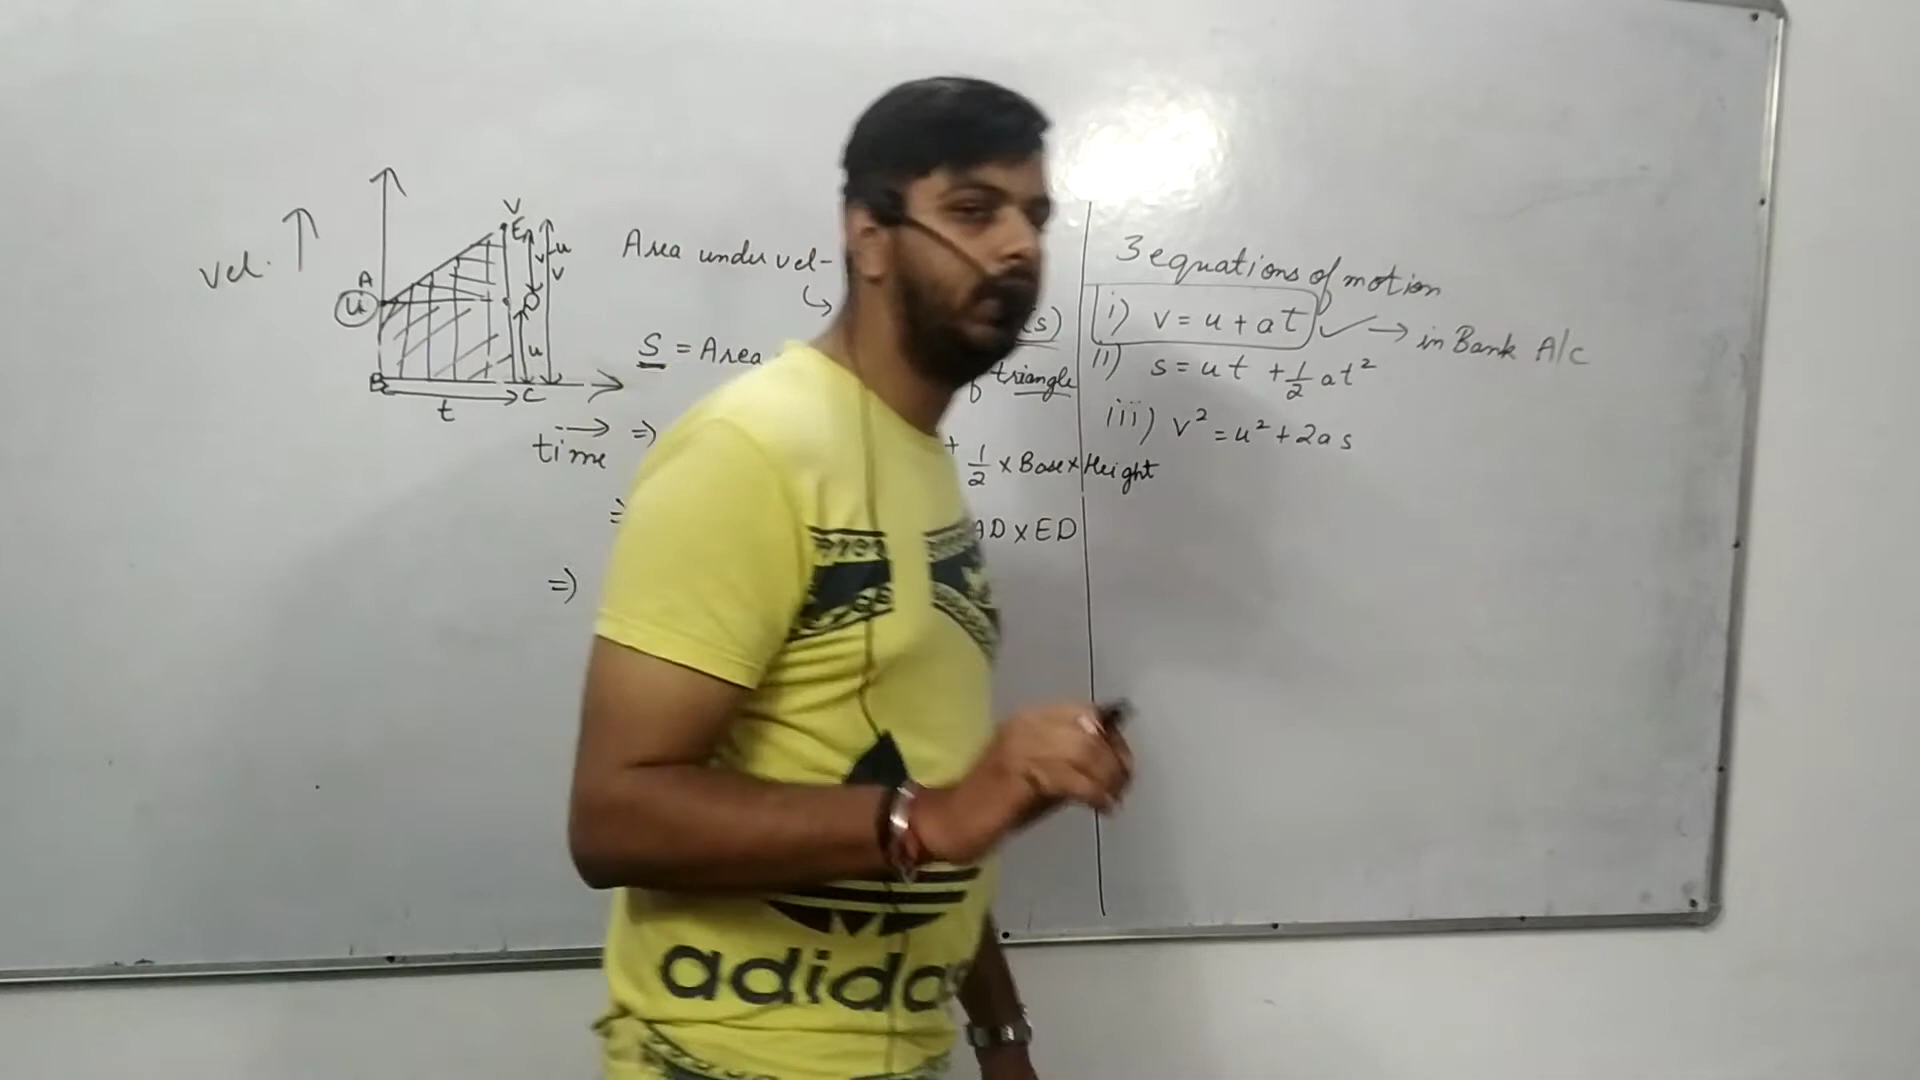 vel. ↑
V
E
u
v
v-u
A
u
D
u
B
C
t
time
Area under vel-
(s)
S = Area
triangle
⇒
+ 1/2 × Base × Height
⇒
AD × ED
⇒
3 equations of motion
i) v = u + at ✓ → in Bank A/c
ii) s = ut + 1/2 at²
iii) v² = u² + 2as
adidas